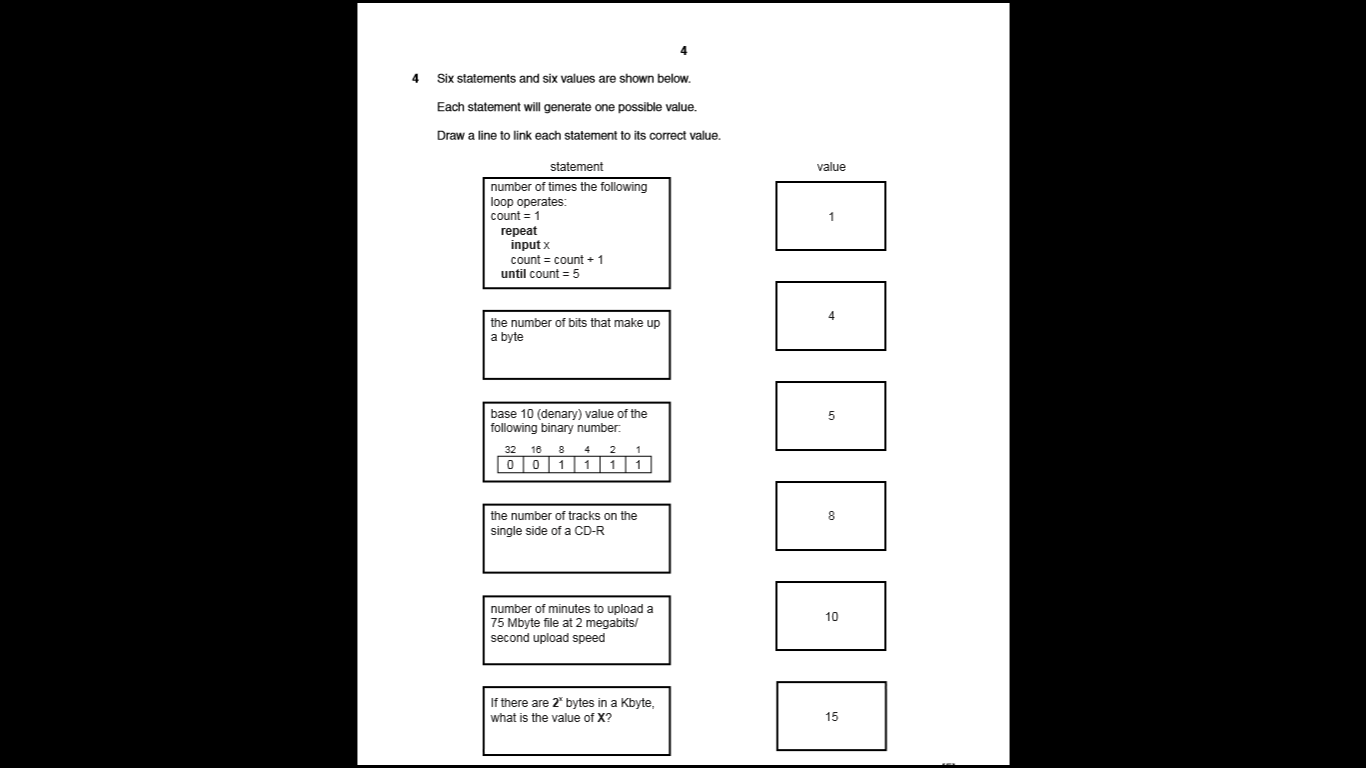 4
4 Six statements and six values are shown below.
Each statement will generate one possible value.
Draw a line to link each statement to its correct value.
statement
value
number of times the following
loop operates:
count = 1
repeat
input x
count = count + 1
until count = 5
1
the number of bits that make up
a byte
4
base 10 (denary) value of the
following binary number:
32 16 8 4 2 1
0 0 1 1 1 1
5
the number of tracks on the
single side of a CD-R
8
number of minutes to upload a
75 Mbyte file at 2 megabits/
second upload speed
10
If there are 2ˣ bytes in a Kbyte,
what is the value of X?
15